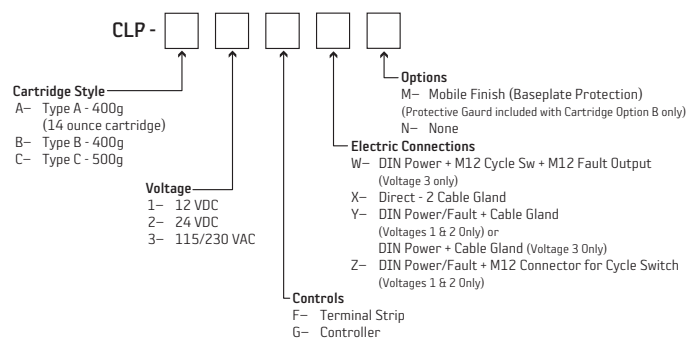 CLP -
Cartridge Style
A– Type A - 400g
(14 ounce cartridge)
B– Type B - 400g
C– Type C - 500g
Voltage
1– 12 VDC
2– 24 VDC
3– 115/230 VAC
Controls
F– Terminal Strip
G– Controller
Electric Connections
W– DIN Power + M12 Cycle Sw + M12 Fault Output
(Voltage 3 only)
X– Direct - 2 Cable Gland
Y– DIN Power/Fault + Cable Gland
(Voltages 1 & 2 Only) or
DIN Power + Cable Gland (Voltage 3 Only)
Z– DIN Power/Fault + M12 Connector for Cycle Switch
(Voltages 1 & 2 Only)
Options
M– Mobile Finish (Baseplate Protection)
(Protective Gaurd included with Cartridge Option B only)
N– None